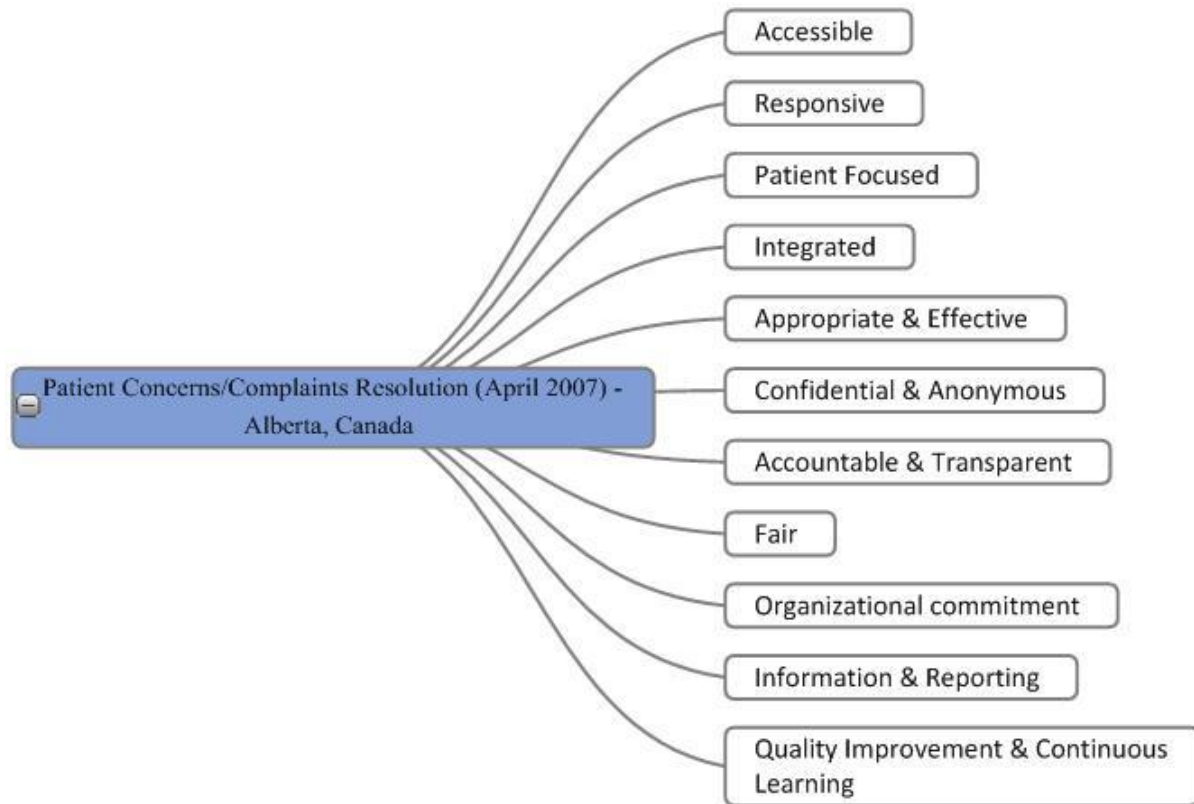 Accessible
Responsive
Patient Focused
Integrated
Appropriate & Effective
Patient Concerns/Complaints Resolution (April 2007) -
Alberta, Canada
Confidential & Anonymous
Accountable & Transparent
Fair
Organizational commitment
Information & Reporting
Quality Improvement & Continuous
Learning